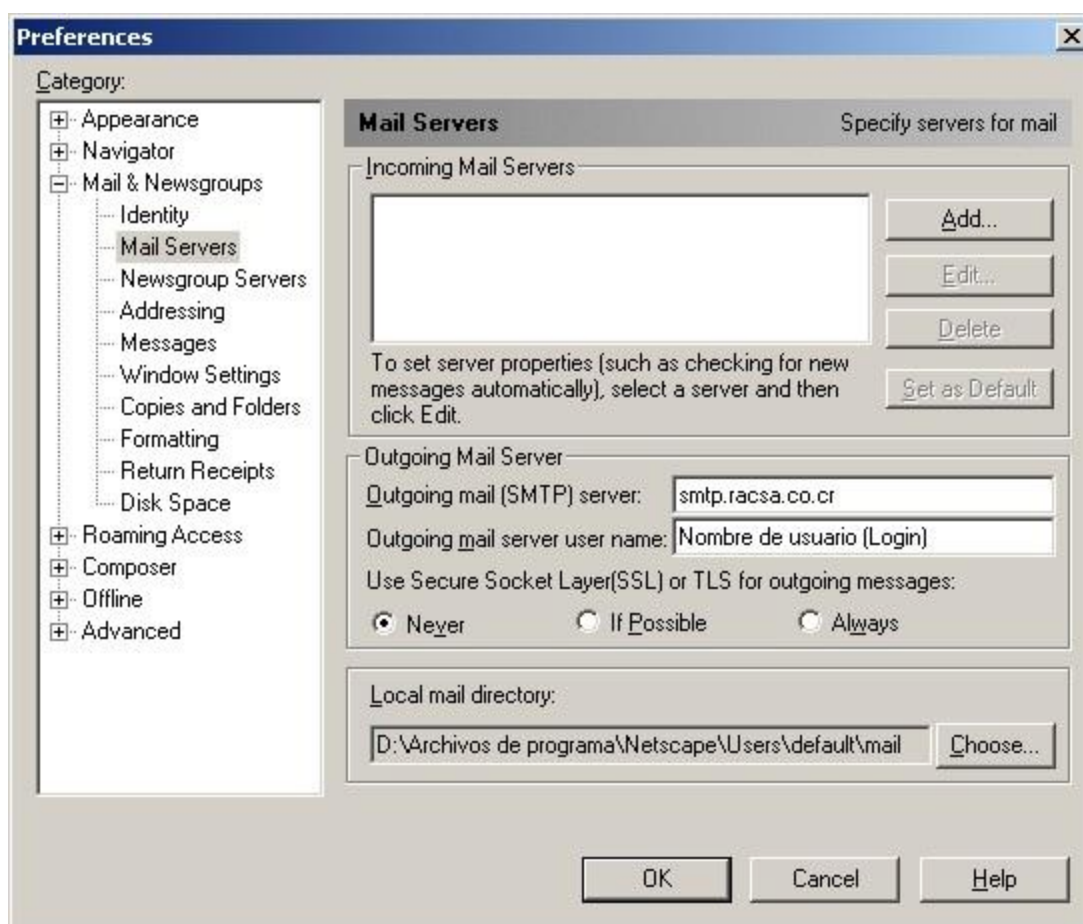 Preferences
Category:
Appearance
Navigator
Mail & Newsgroups
Identity
Mail Servers
Newsgroup Servers
Addressing
Messages
Window Settings
Copies and Folders
Formatting
Return Receipts
Disk Space
Roaming Access
Composer
Offline
Advanced
Mail Servers Specify servers for mail
Incoming Mail Servers
Add...
Edit...
Delete
Set as Default
To set server properties (such as checking for new
messages automatically), select a server and then
click Edit.
Outgoing Mail Server
Outgoing mail (SMTP) server: smtp.racsa.co.cr
Outgoing mail server user name: Nombre de usuario (Login)
Use Secure Socket Layer(SSL) or TLS for outgoing messages:
Never If Possible Always
Local mail directory:
D:\Archivos de programa\Netscape\Users\default\mail Choose...
OK Cancel Help